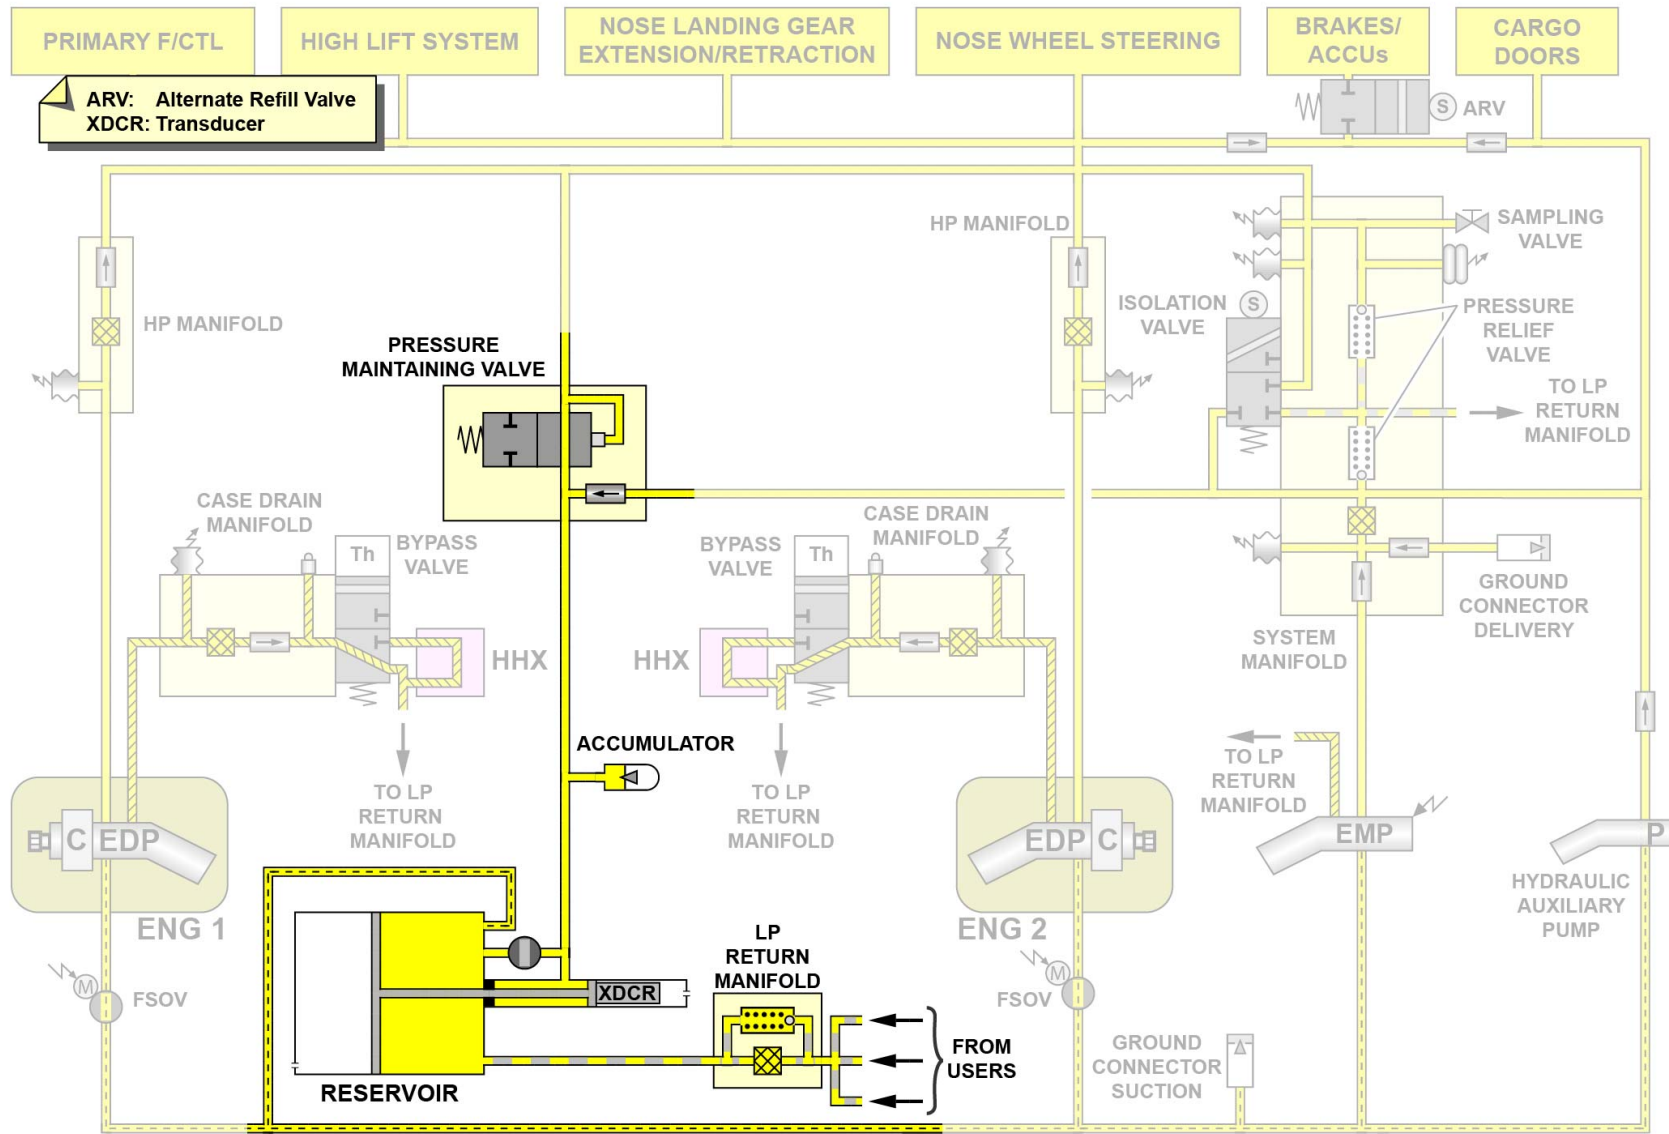 PRIMARY F/CTL
HIGH LIFT SYSTEM
NOSE LANDING GEAR
EXTENSION/RETRACTION
NOSE WHEEL STEERING
BRAKES/
ACCUs
CARGO
DOORS
ARV: Alternate Refill Valve
XDCR: Transducer
S
ARV
HP MANIFOLD
HP MANIFOLD
SAMPLING
VALVE
ISOLATION
VALVE
S
PRESSURE
RELIEF
VALVE
PRESSURE
MAINTAINING VALVE
TO LP
RETURN
MANIFOLD
CASE DRAIN
MANIFOLD
Th
BYPASS
VALVE
BYPASS
VALVE
Th
CASE DRAIN
MANIFOLD
GROUND
CONNECTOR
DELIVERY
SYSTEM
MANIFOLD
HHX
HHX
ACCUMULATOR
TO LP
RETURN
MANIFOLD
TO LP
RETURN
MANIFOLD
TO LP
RETURN
MANIFOLD
C
EDP
ENG 1
EDP
C
ENG 2
EMP
P
HYDRAULIC
AUXILIARY
PUMP
LP
RETURN
MANIFOLD
M
FSOV
XDCR
M
FSOV
FROM
USERS
GROUND
CONNECTOR
SUCTION
RESERVOIR